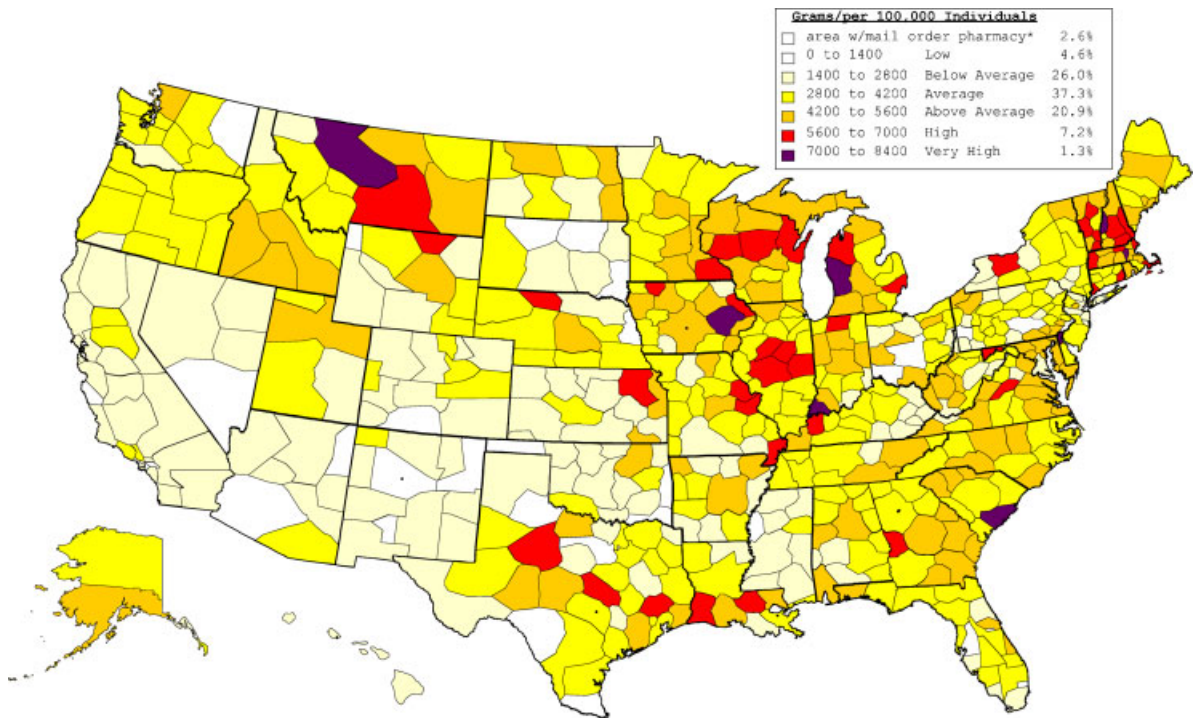 Grams/per 100,000 Individuals
area w/mail order pharmacy* 2.6%
0 to 1400 Low 4.6%
1400 to 2800 Below Average 26.0%
2800 to 4200 Average 37.3%
4200 to 5600 Above Average 20.9%
5600 to 7000 High 7.2%
7000 to 8400 Very High 1.3%